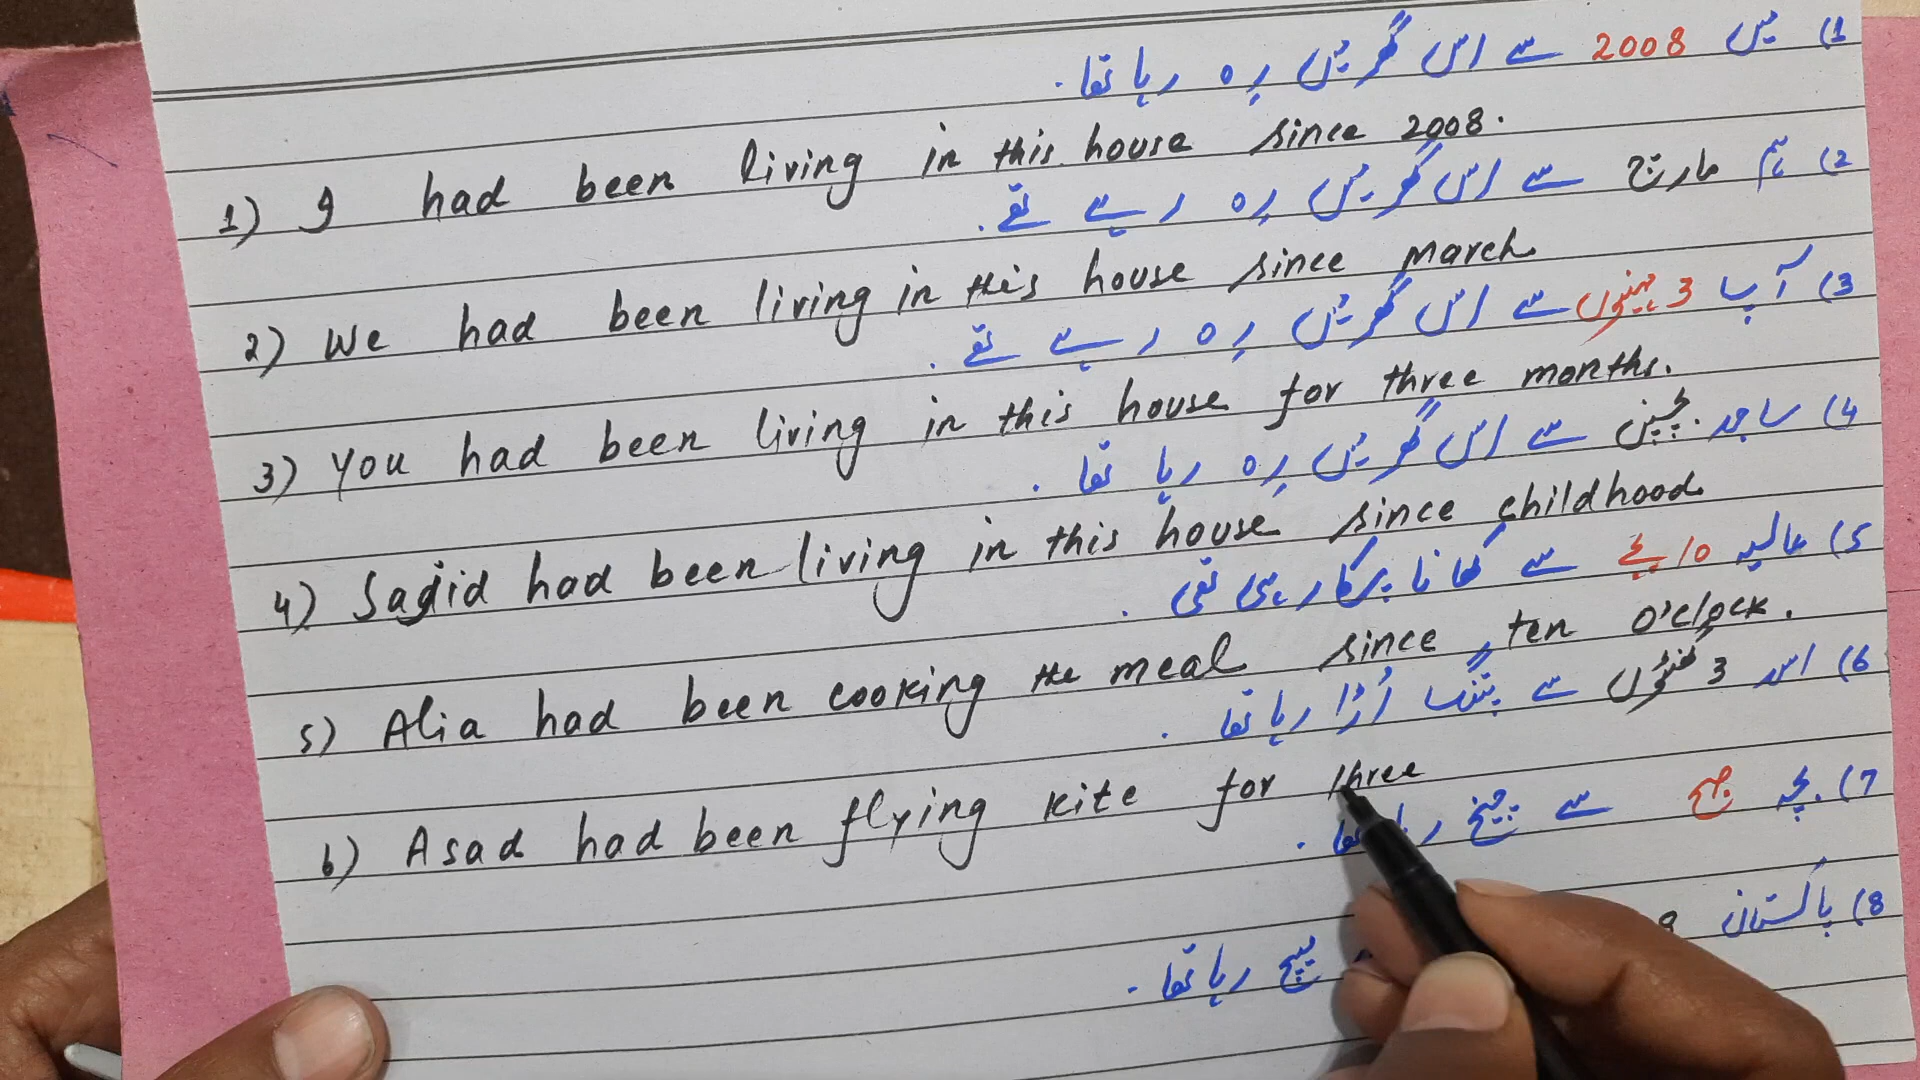 1) میں 2008 سے اس گھر میں رہ رہا تھا .
1) I had been living in this house since 2008.
2) ہم مارچ سے اس گھر میں رہ رہے تھے .
2) We had been living in this house since march.
3) آپ 3 مہینوں سے اس گھر میں رہ رہے تھے .
3) You had been living in this house for three months.
4) ساجد بچپن سے اس گھر میں رہ رہا تھا .
4) Sajid had been living in this house since childhood.
5) عالیہ 10 بجے سے کھانا پکا رہی تھی .
5) Alia had been cooking the meal since ten o'clock.
6) اسد 3 گھنٹوں سے پتنگ اُڑا رہا تھا .
6) Asad had been flying kite for three
7) بچہ صبح سے چیخ رہا تھا .
8) پاکستان
بیچ رہا تھا .